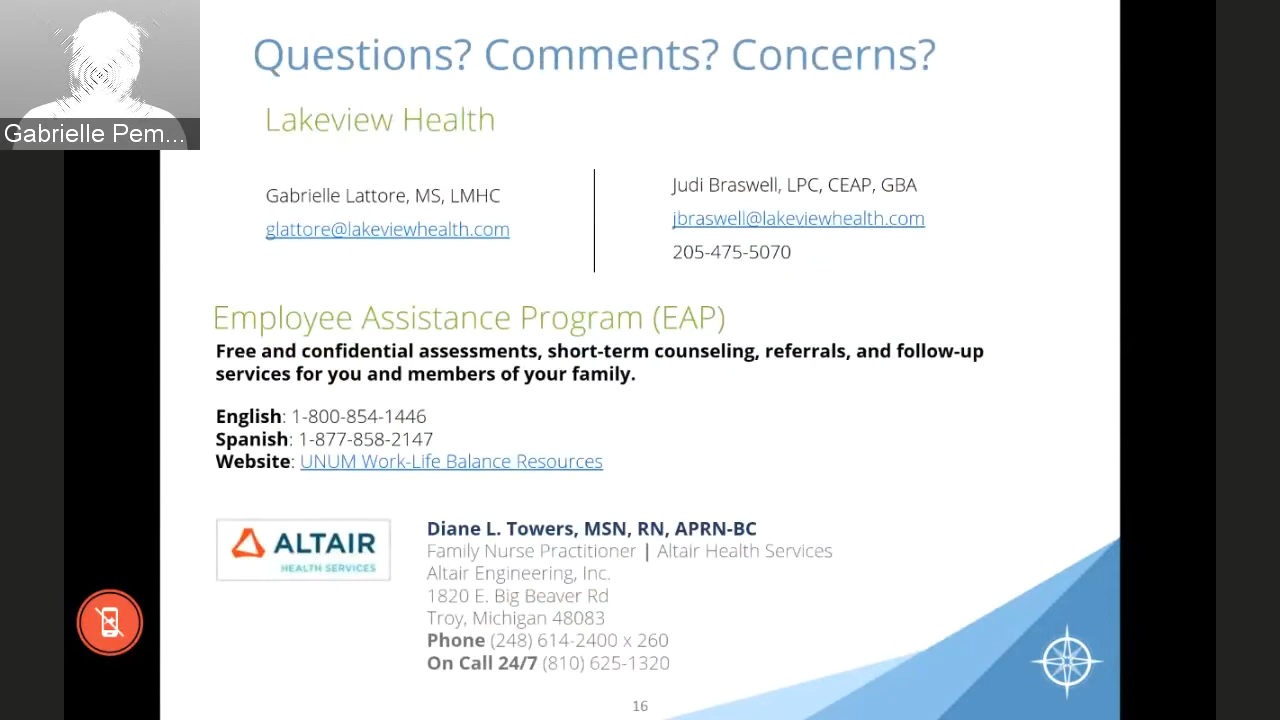 Questions? Comments? Concerns?
Gabrielle Pem...
Lakeview Health
Gabrielle Lattore, MS, LMHC
glattore@lakeviewhealth.com
Judi Braswell, LPC, CEAP, GBA
jbraswell@lakeviewhealth.com
205-475-5070
Employee Assistance Program (EAP)
Free and confidential assessments, short-term counseling, referrals, and follow-up
services for you and members of your family.
English: 1-800-854-1446
Spanish: 1-877-858-2147
Website: UNUM Work-Life Balance Resources
ALTAIR
HEALTH SERVICES
Diane L. Towers, MSN, RN, APRN-BC
Family Nurse Practitioner | Altair Health Services
Altair Engineering, Inc.
1820 E. Big Beaver Rd
Troy, Michigan 48083
Phone (248) 614-2400 x 260
On Call 24/7 (810) 625-1320
16